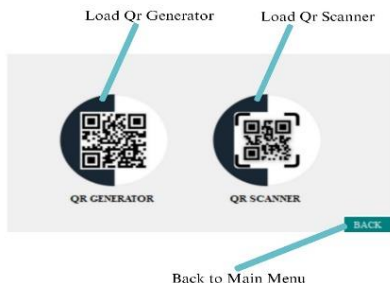 Load Qr Generator
Load Qr Scanner
QR GENERATOR
QR SCANNER
BACK
Back to Main Menu